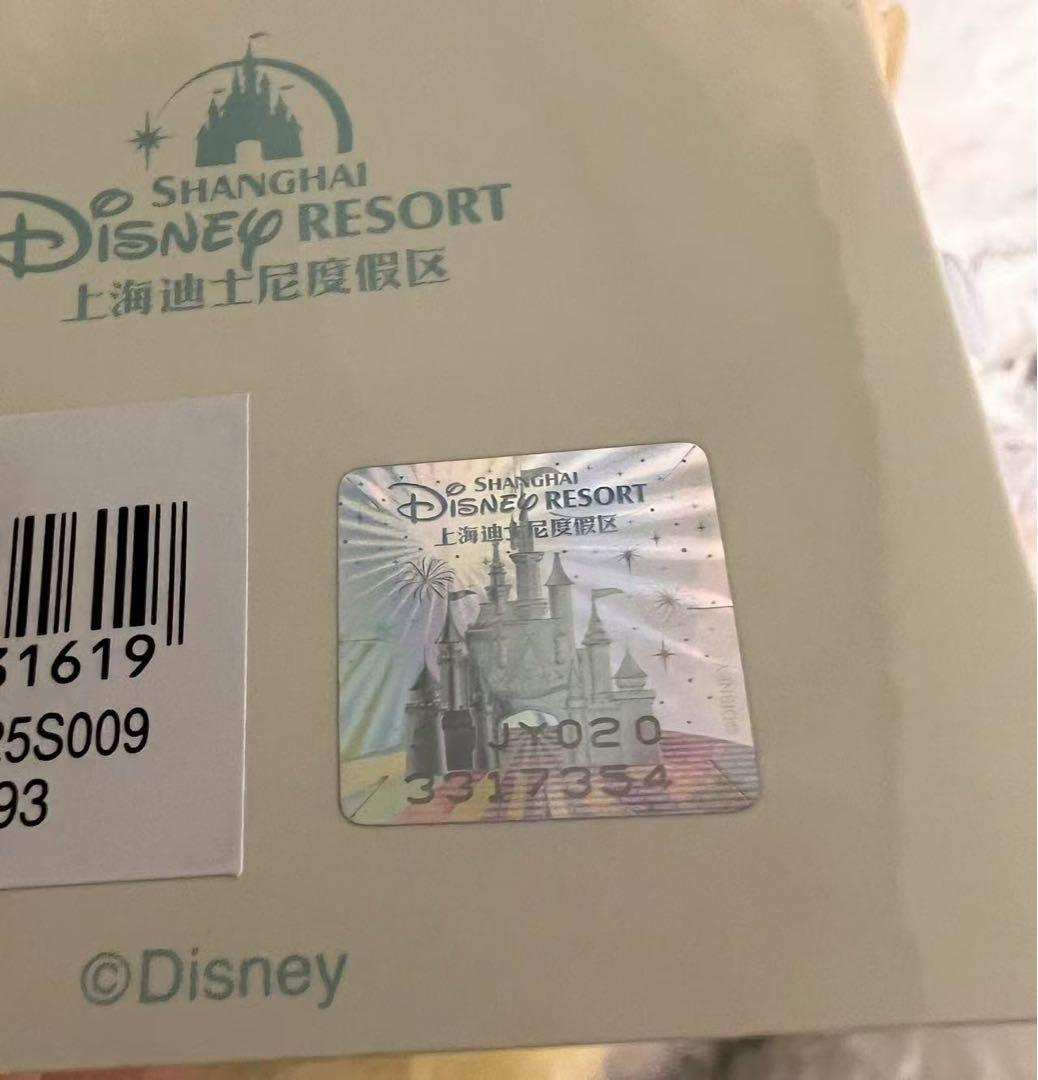 SHANGHAI
Disney RESORT
上海迪士尼度假区
SHANGHAI
Disney RESORT
上海迪士尼度假区
©DISNEY
JY020
3317354
31619
25S009
93
©Disney